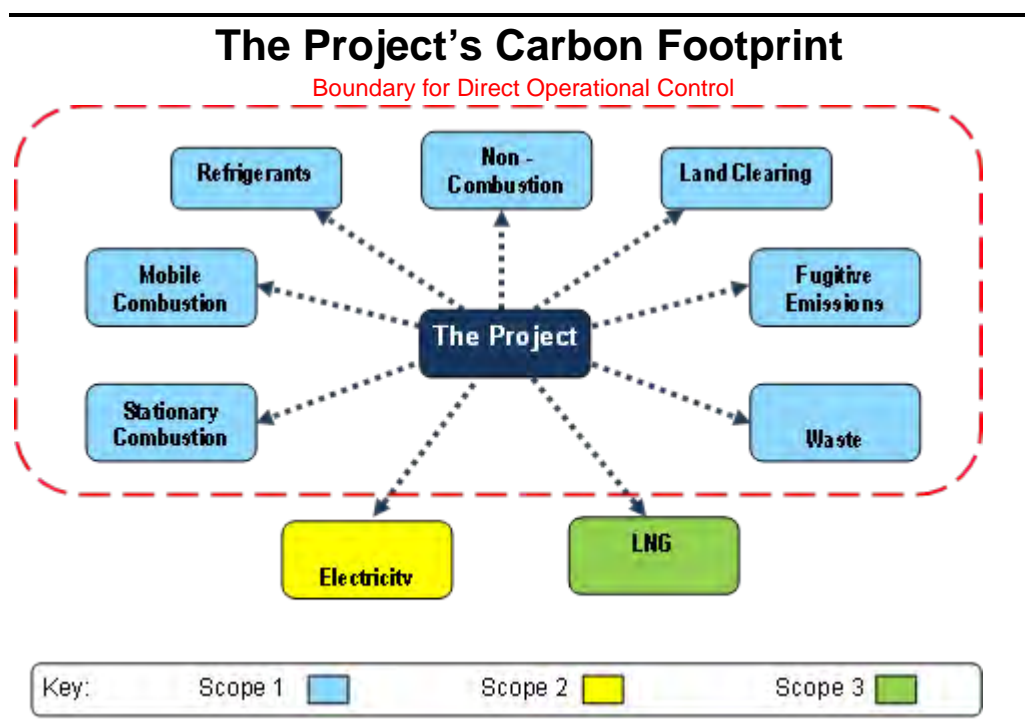 The Project's Carbon Footprint
Boundary for Direct Operational Control
Refrigerants
Non -
Combustion
Land Clearing
Mobile
Combustion
Fugitive
Emissions
The Project
Stationary
Combustion
Waste
Electricity
LNG
Key:
Scope 1
Scope 2
Scope 3